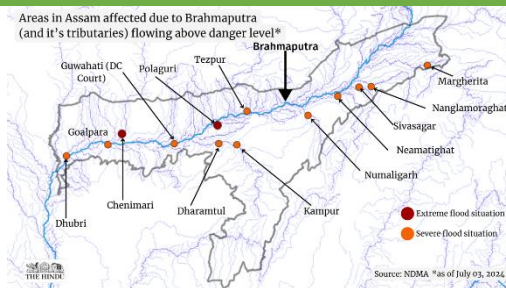 Areas in Assam affected due to Brahmaputra
(and it's tributaries) flowing above danger level*
Brahmaputra
Tezpur
Guwahati (DC
Court)
Polaguri
Margherita
Nanglamoraghat
Goalpara
Sivasagar
Neamatighat
Numaligarh
Chenimari
Dhubri
Dharamtul
Kampur
Extreme flood situation
Severe flood situation
THE HINDU
Source: NDMA *as of July 03, 2024